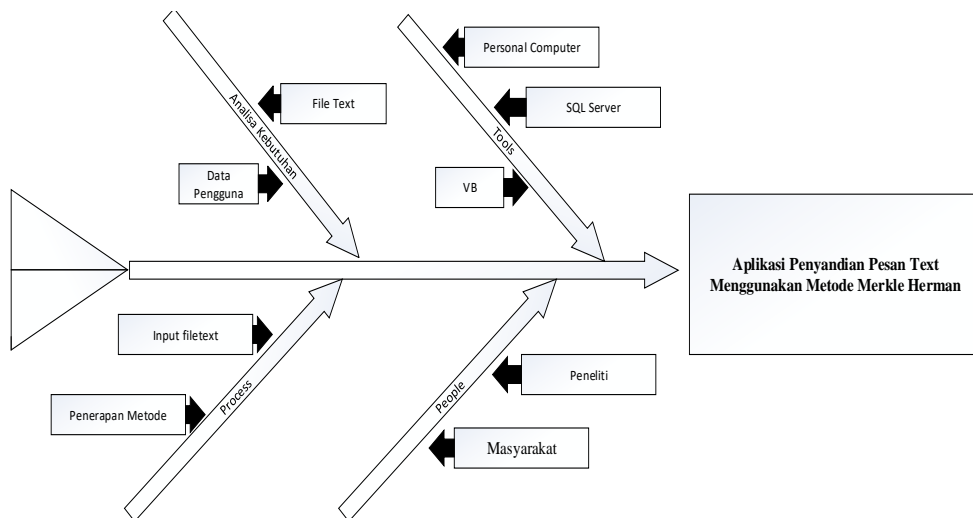 Personal Computer
File Text
SQL Server
Analisa Kebutuhan
Tools
Data
Pengguna
VB
Aplikasi Penyandian Pesan Text
Menggunakan Metode Merkle Herman
Input filetext
Peneliti
Process
People
Penerapan Metode
Masyarakat